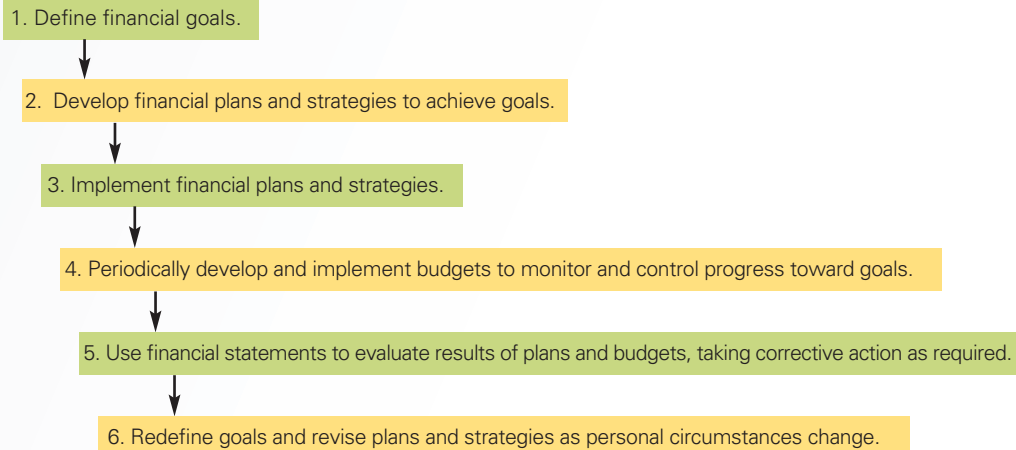 1. Define financial goals.
2. Develop financial plans and strategies to achieve goals.
3. Implement financial plans and strategies.
4. Periodically develop and implement budgets to monitor and control progress toward goals.
5. Use financial statements to evaluate results of plans and budgets, taking corrective action as required.
6. Redefine goals and revise plans and strategies as personal circumstances change.